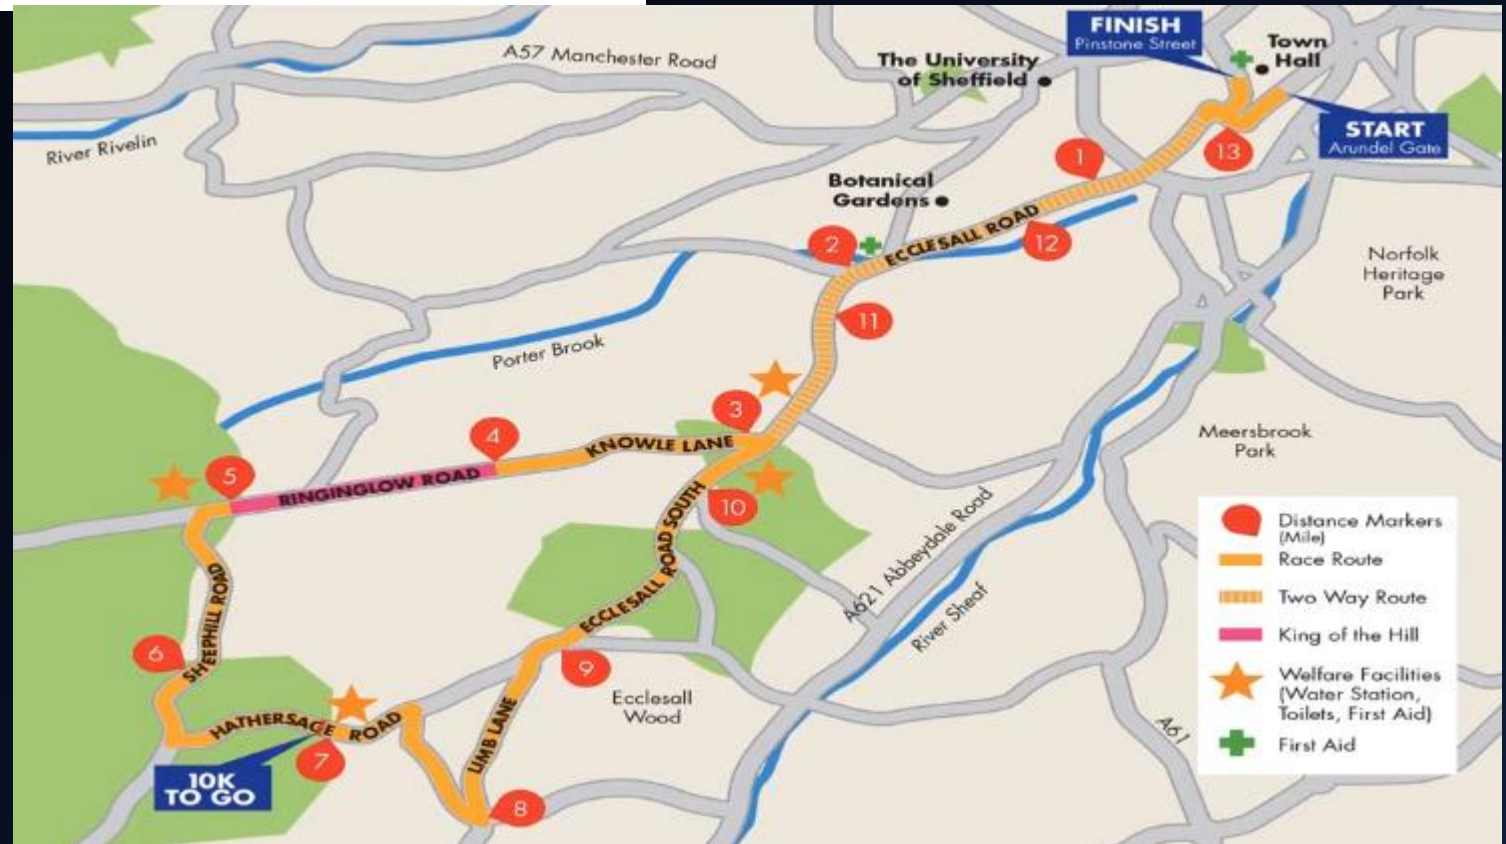 FINISH
Pinstone Street
Town
Hall
The University
of Sheffield
A57 Manchester Road
START
Arundel Gate
River Rivelin
1
13
Botanical
Gardens
2
ECCLESALL ROAD
12
Norfolk
Heritage
Park
11
Porter Brook
3
4
KNOWLE LANE
Meersbrook
Park
5
RINGINGLOW ROAD
10
ECCLESALL ROAD SOUTH
A621 Abbeydale Road
River Sheaf
SHEEPHILL ROAD
6
9
Ecclesall
Wood
HATHERSAGE ROAD
LIMB LANE
7
10K
TO GO
8
A61
Distance Markers
(Mile)
Race Route
Two Way Route
King of the Hill
Welfare Facilities
(Water Station,
Toilets, First Aid)
First Aid